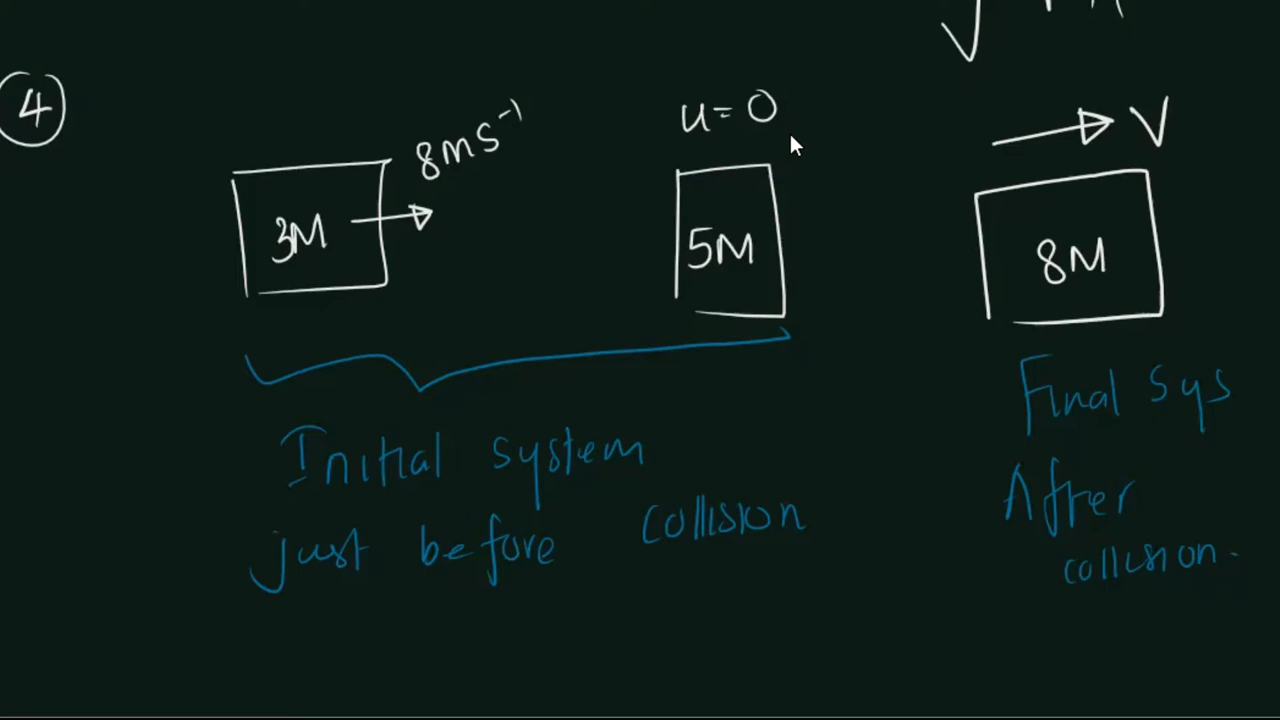 4
8ms⁻¹
u=0
V
3M
5M
8M
Initial system
just before collision
Final Sys
After
collision.